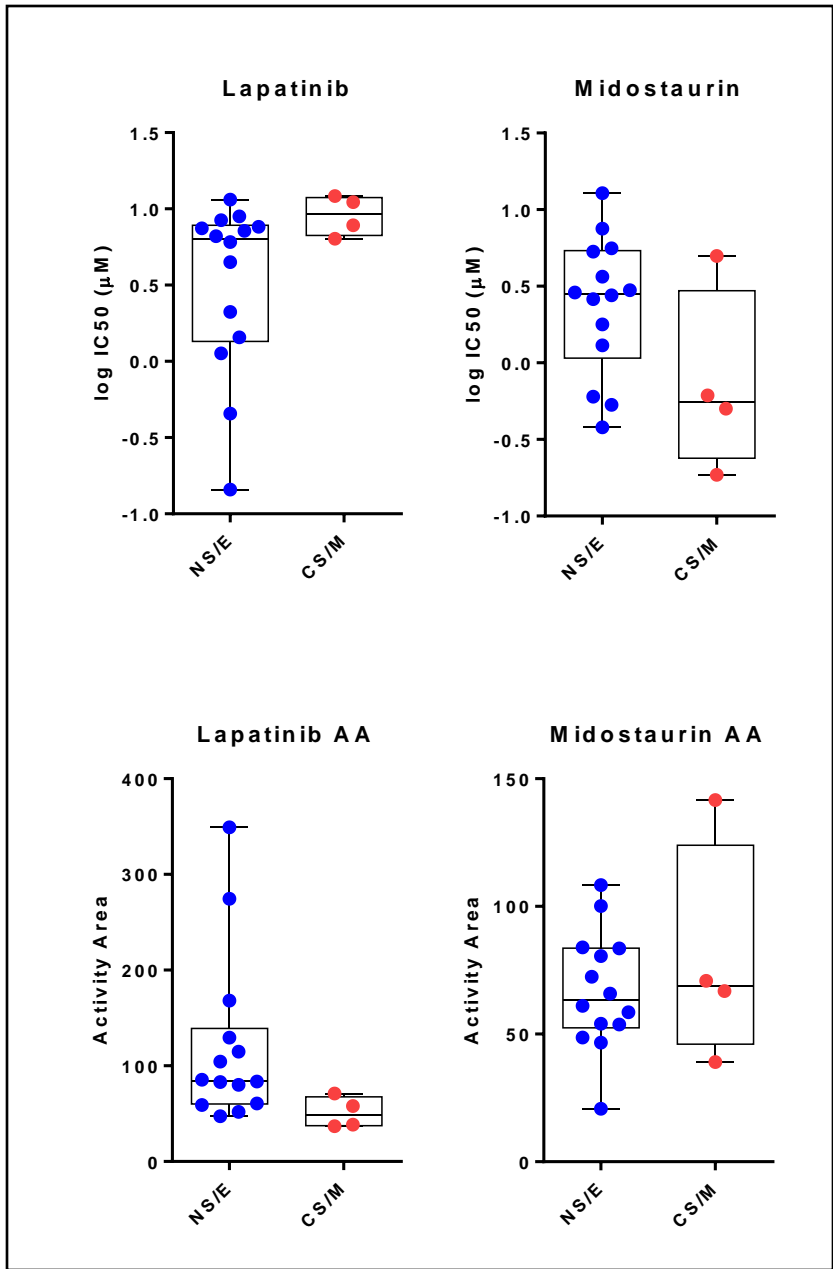 Lapatinib
log IC50 (μM)
1.5
1.0
0.5
0.0
-0.5
-1.0
NS/E
CS/M
Midostaurin
log IC50 (μM)
1.5
1.0
0.5
0.0
-0.5
-1.0
NS/E
CS/M
Lapatinib AA
Activity Area
400
300
200
100
0
NS/E
CS/M
Midostaurin AA
Activity Area
150
100
50
0
NS/E
CS/M